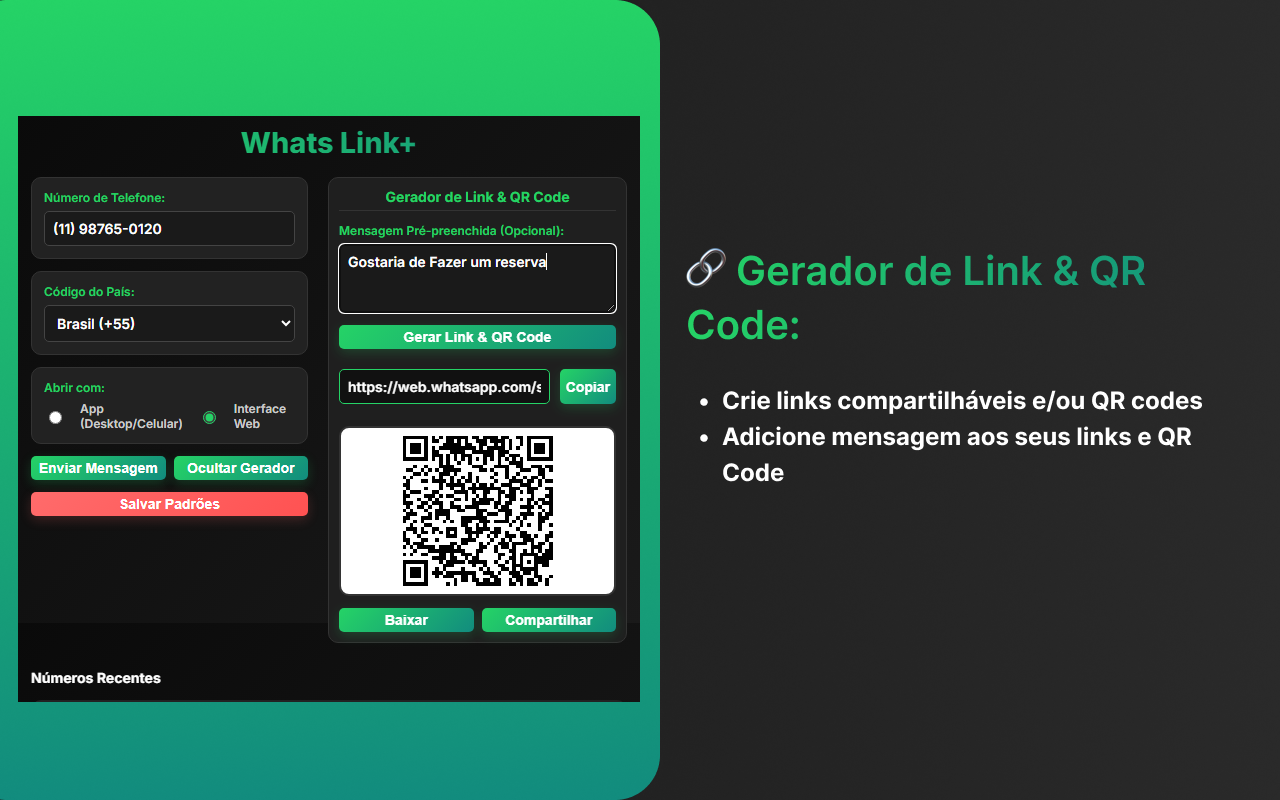 Whats Link+
Número de Telefone:
(11) 98765-0120
Código do País:
Brasil (+55)
Abrir com:
App
(Desktop/Celular)
Interface
Web
Enviar Mensagem
Ocultar Gerador
Salvar Padrões
Gerador de Link & QR Code
Mensagem Pré-preenchida (Opcional):
Gostaria de Fazer um reserva
Gerar Link & QR Code
https://web.whatsapp.com/s
Copiar
Baixar
Compartilhar
Números Recentes
Gerador de Link & QR
Code:
• Crie links compartilháveis e/ou QR codes
• Adicione mensagem aos seus links e QR
Code